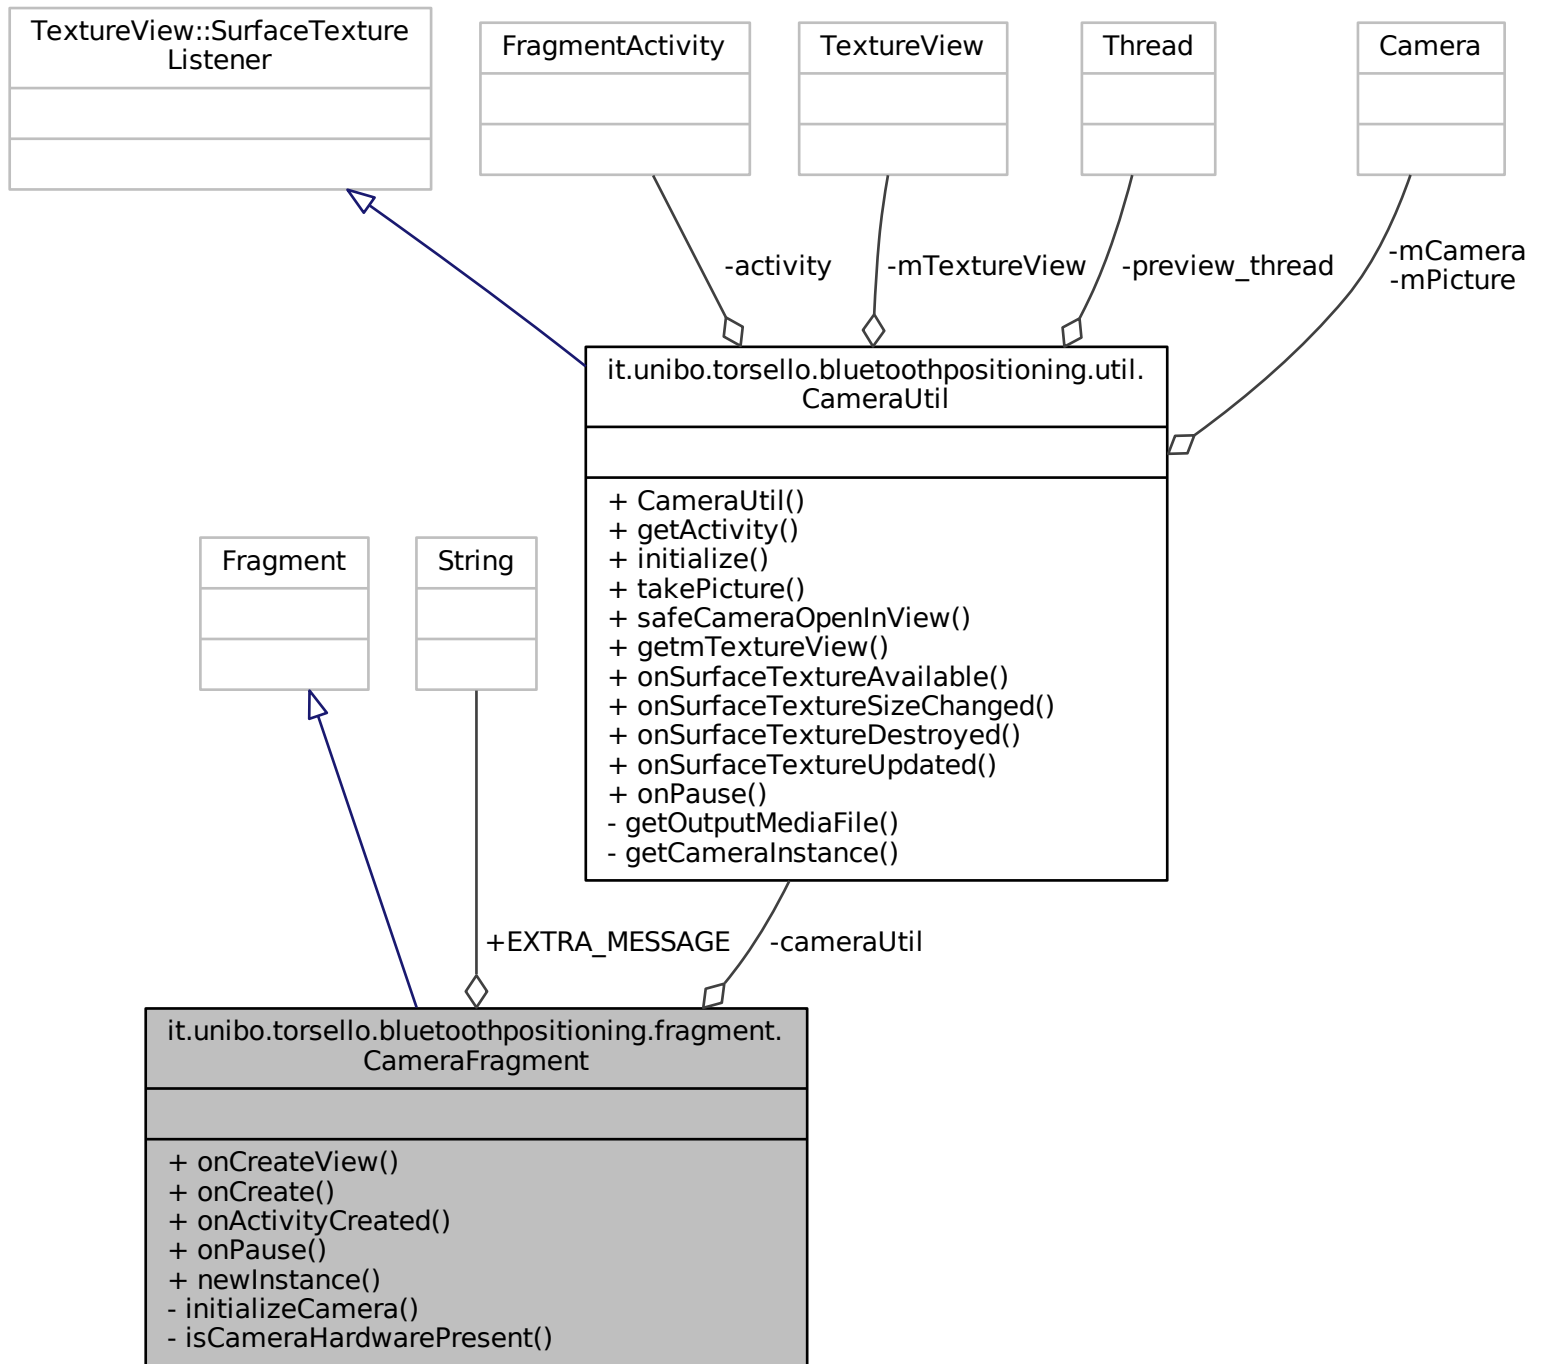 TextureView::SurfaceTexture
Listener
FragmentActivity
TextureView
Thread
Camera
-activity
-mTextureView
-preview_thread
-mCamera
-mPicture
it.unibo.torsello.bluetoothpositioning.util.
CameraUtil
+ CameraUtil()
+ getActivity()
+ initialize()
+ takePicture()
+ safeCameraOpenInView()
+ getmTextureView()
+ onSurfaceTextureAvailable()
+ onSurfaceTextureSizeChanged()
+ onSurfaceTextureDestroyed()
+ onSurfaceTextureUpdated()
+ onPause()
- getOutputMediaFile()
- getCameraInstance()
Fragment
String
+EXTRA_MESSAGE
-cameraUtil
it.unibo.torsello.bluetoothpositioning.fragment.
CameraFragment
+ onCreateView()
+ onCreate()
+ onActivityCreated()
+ onPause()
+ newInstance()
- initializeCamera()
- isCameraHardwarePresent()